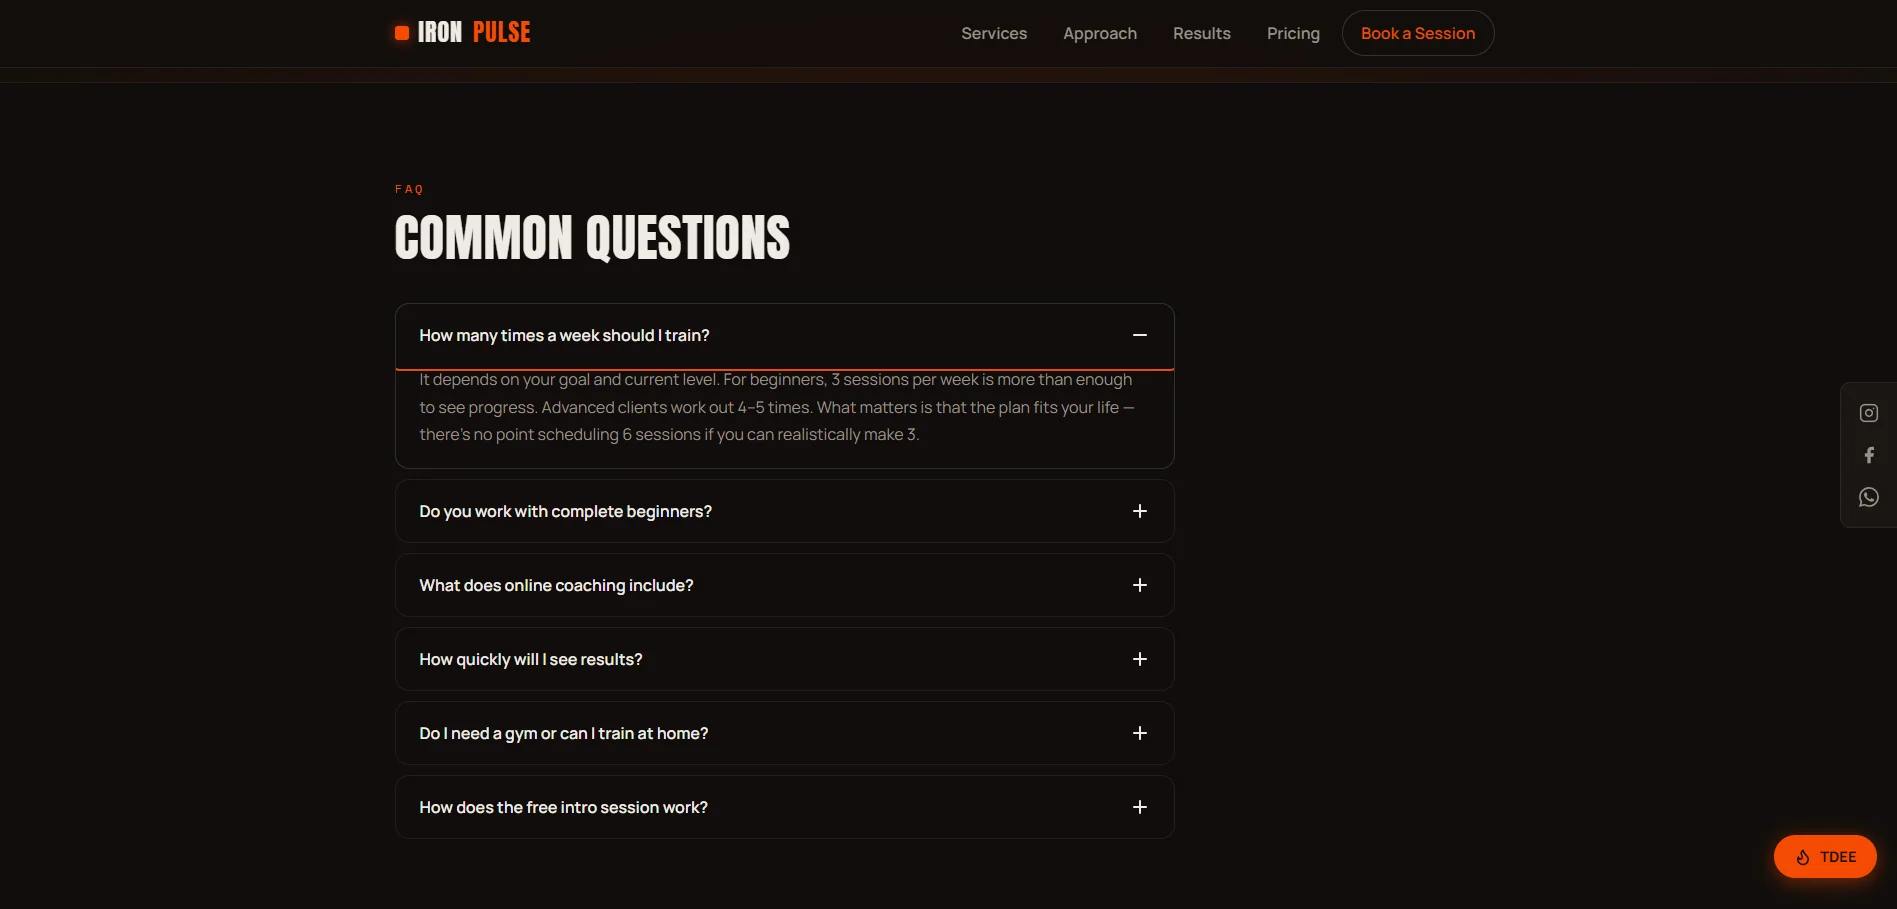 IRON PULSE
Services
Approach
Results
Pricing
Book a Session
FAQ
COMMON QUESTIONS
How many times a week should I train?
It depends on your goal and current level. For beginners, 3 sessions per week is more than enough
to see progress. Advanced clients work out 4–5 times. What matters is that the plan fits your life —
there's no point scheduling 6 sessions if you can realistically make 3.
Do you work with complete beginners?
What does online coaching include?
How quickly will I see results?
Do I need a gym or can I train at home?
How does the free intro session work?
TDEE